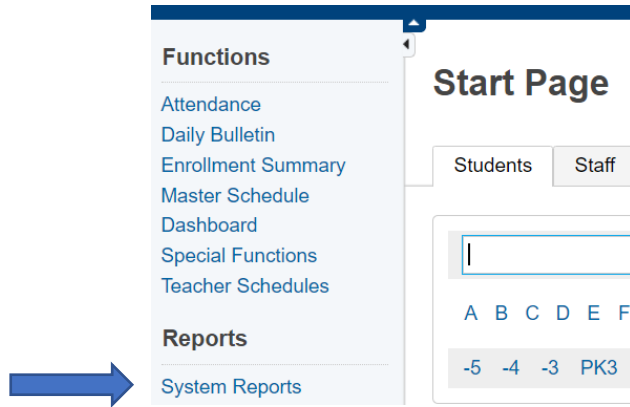 Functions
Attendance
Daily Bulletin
Enrollment Summary
Master Schedule
Dashboard
Special Functions
Teacher Schedules
Reports
System Reports
Start Page
Students Staff
A B C D E F
-5 -4 -3 PK3